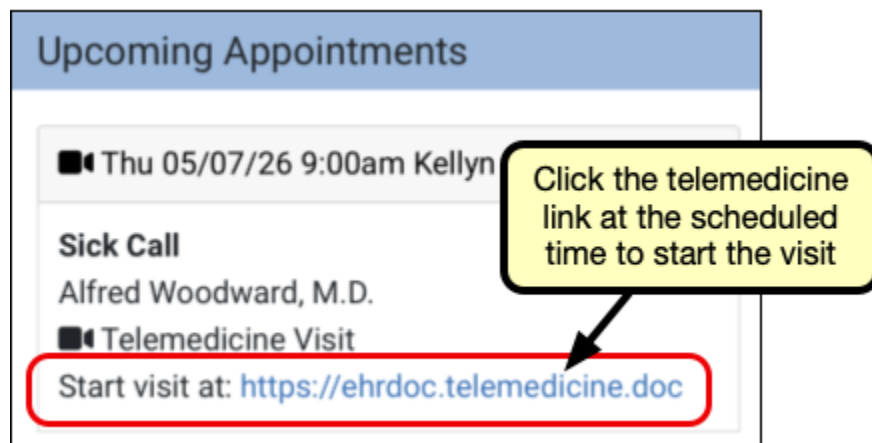 Upcoming Appointments
Thu 05/07/26 9:00am Kellyn
Click the telemedicine
link at the scheduled
time to start the visit
Sick Call
Alfred Woodward, M.D.
Telemedicine Visit
Start visit at: https://ehrdoc.telemedicine.doc